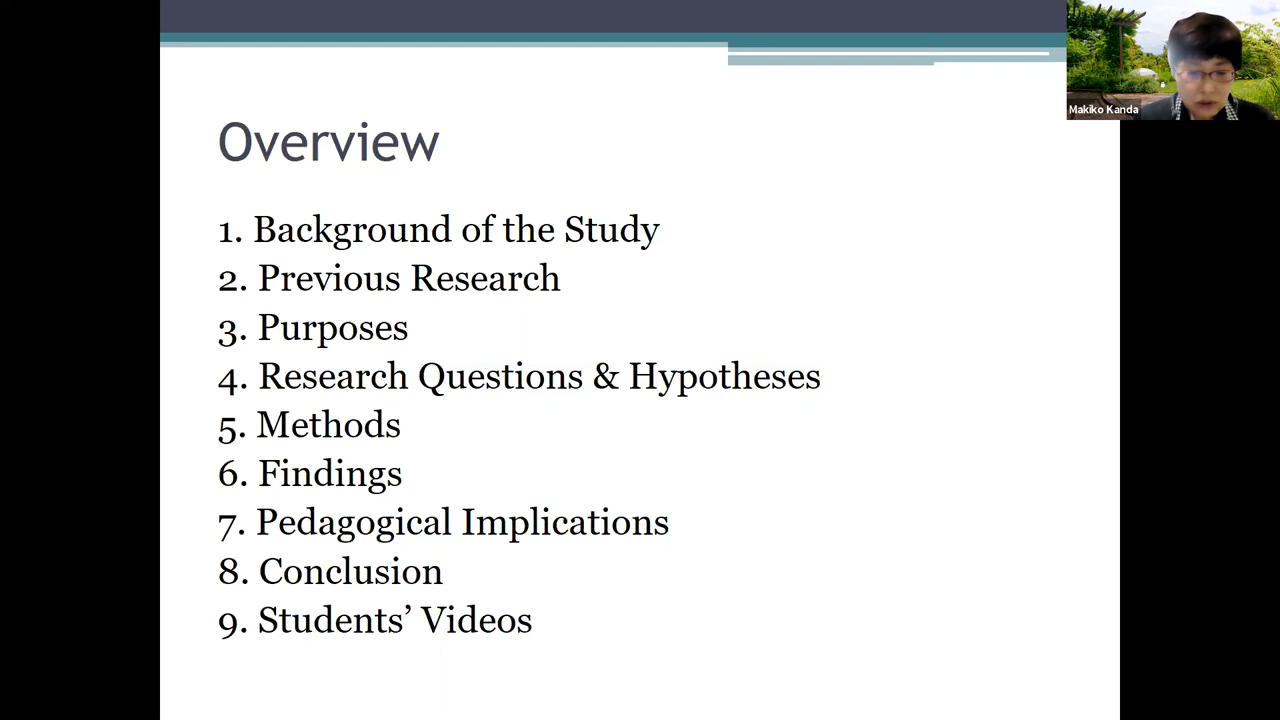 Makiko Kanda
Overview
1. Background of the Study
2. Previous Research
3. Purposes
4. Research Questions & Hypotheses
5. Methods
6. Findings
7. Pedagogical Implications
8. Conclusion
9. Students’ Videos